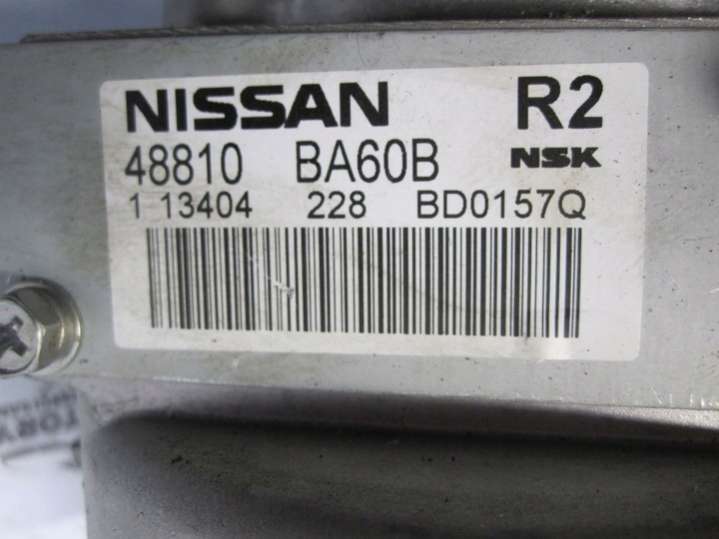 NISSAN R2
48810 BA60B NSK
1 13404 228 BD0157Q